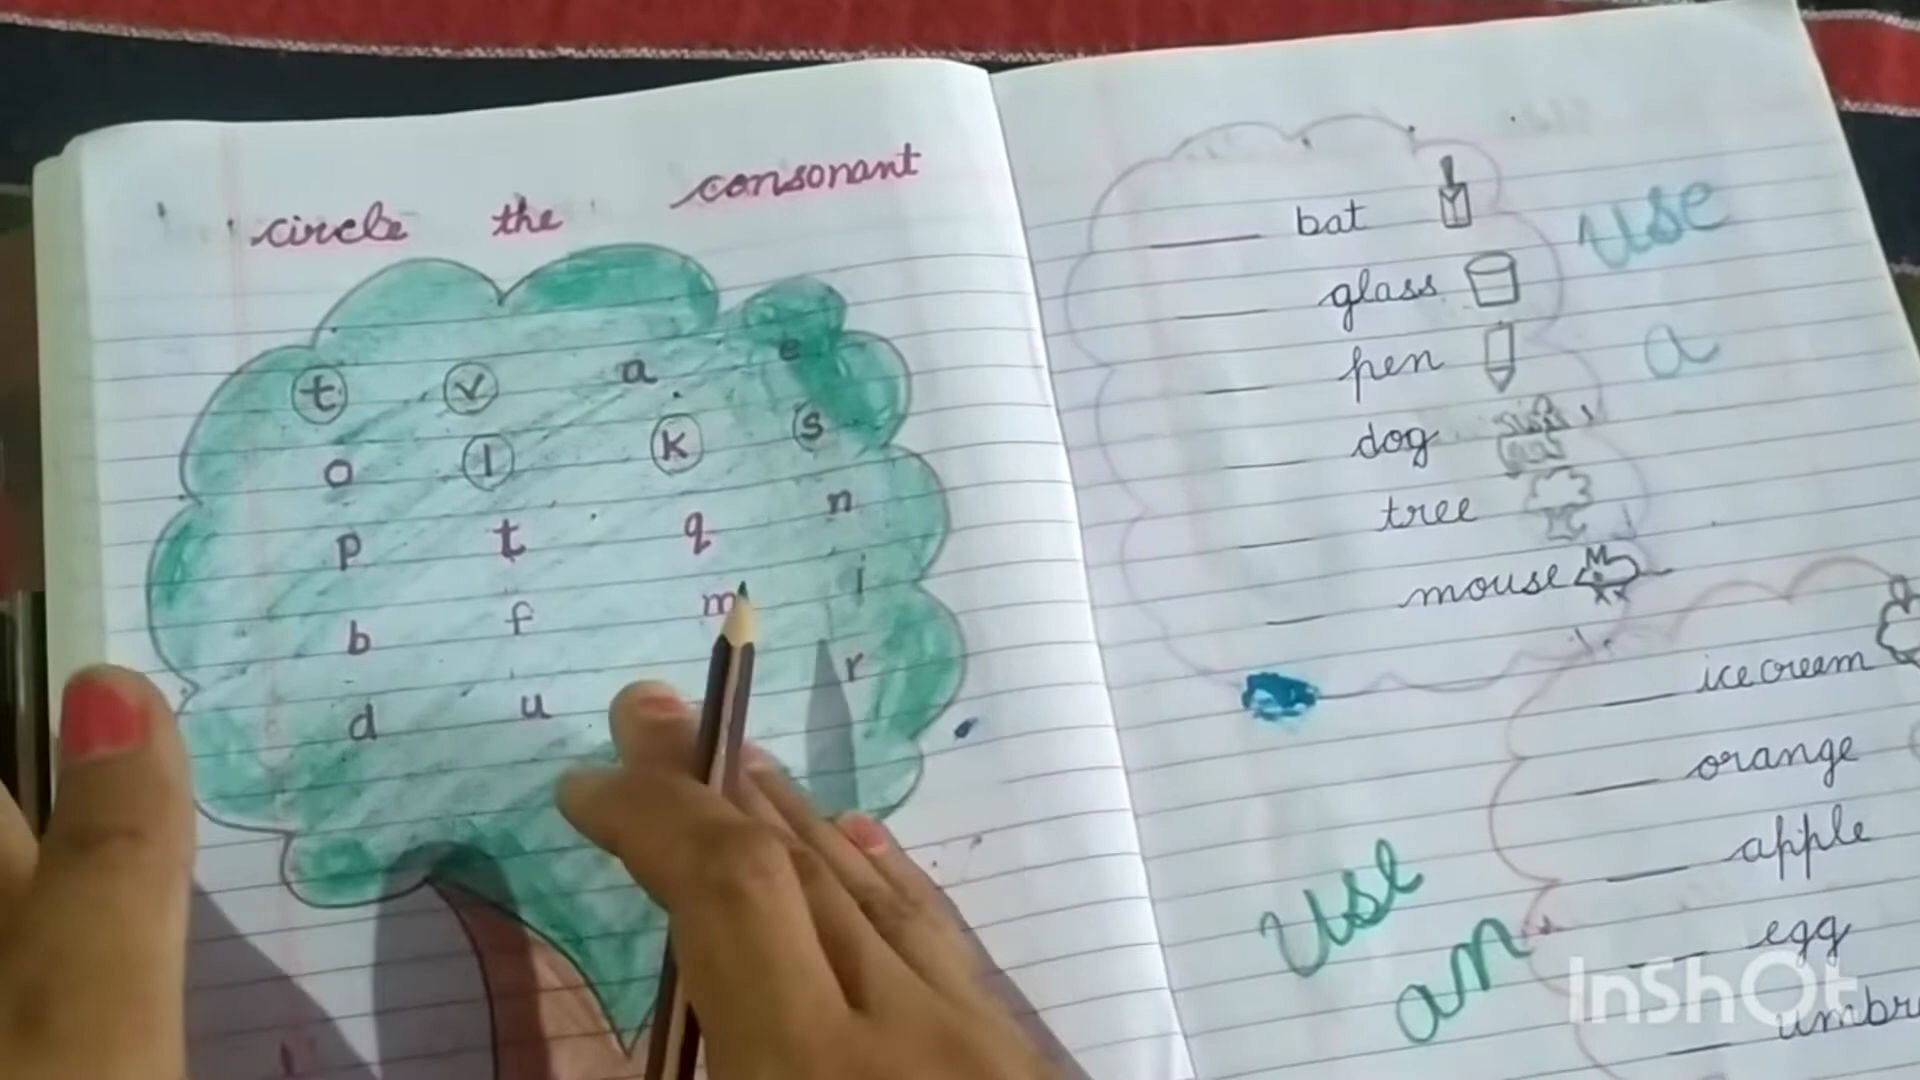 circle the consonant
t v a e
o l k s
p t q n
b f m i
d u r
bat
glass
pen
dog
tree
mouse
use
a
icecream
orange
apple
egg
use
an
InShOt